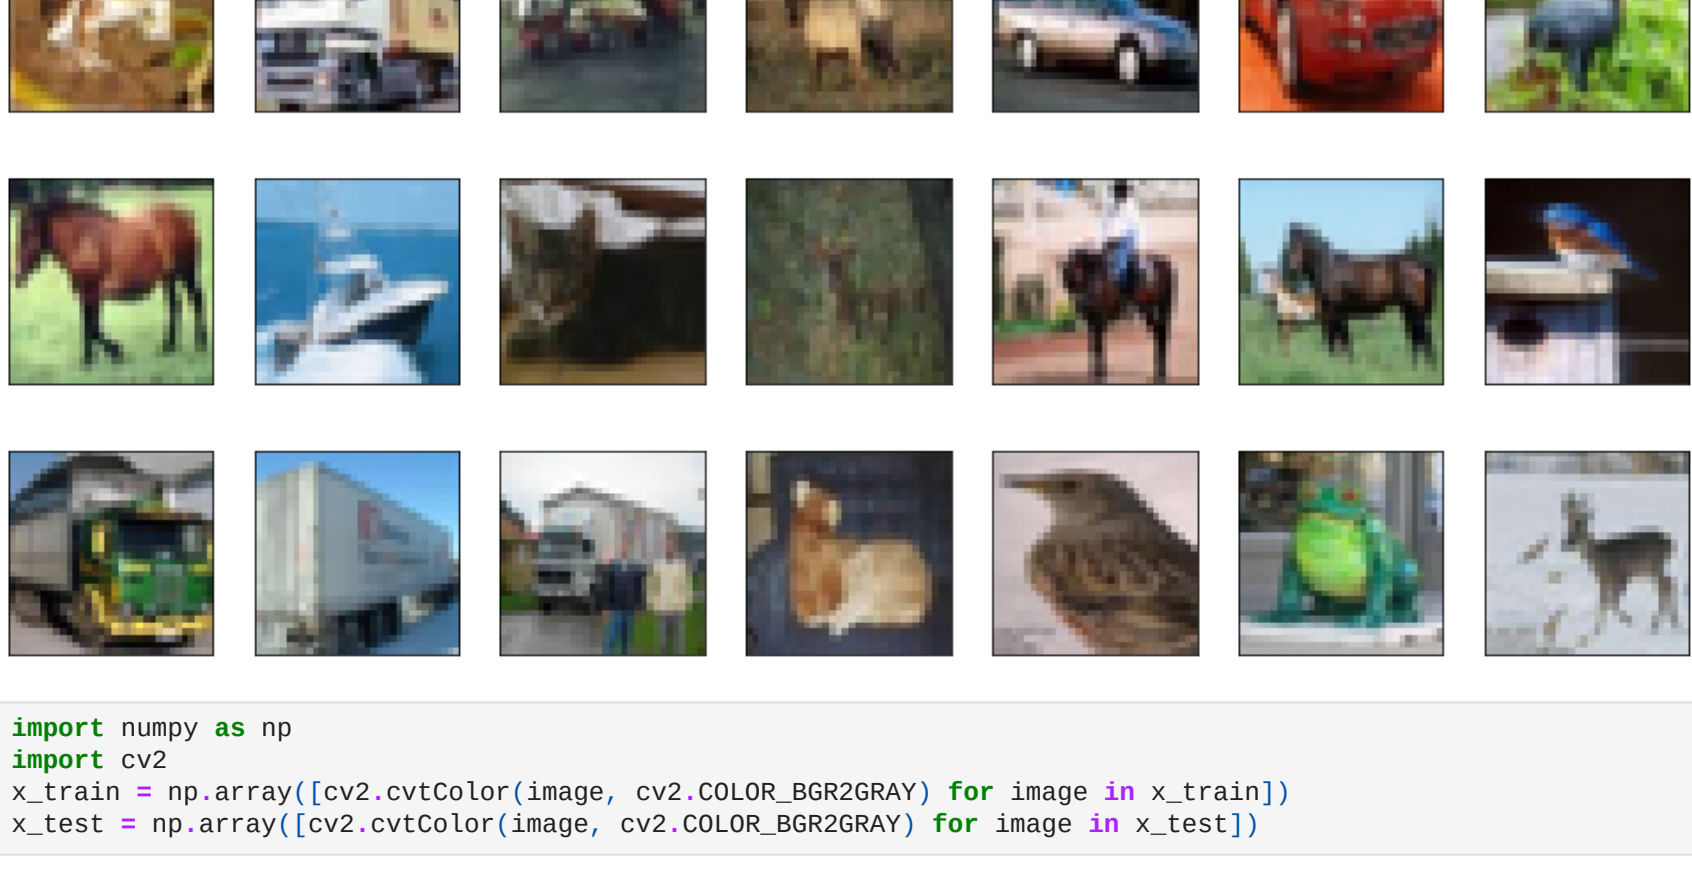 import numpy as np
import cv2
x_train = np.array([cv2.cvtColor(image, cv2.COLOR_BGR2GRAY) for image in x_train])
x_test = np.array([cv2.cvtColor(image, cv2.COLOR_BGR2GRAY) for image in x_test])